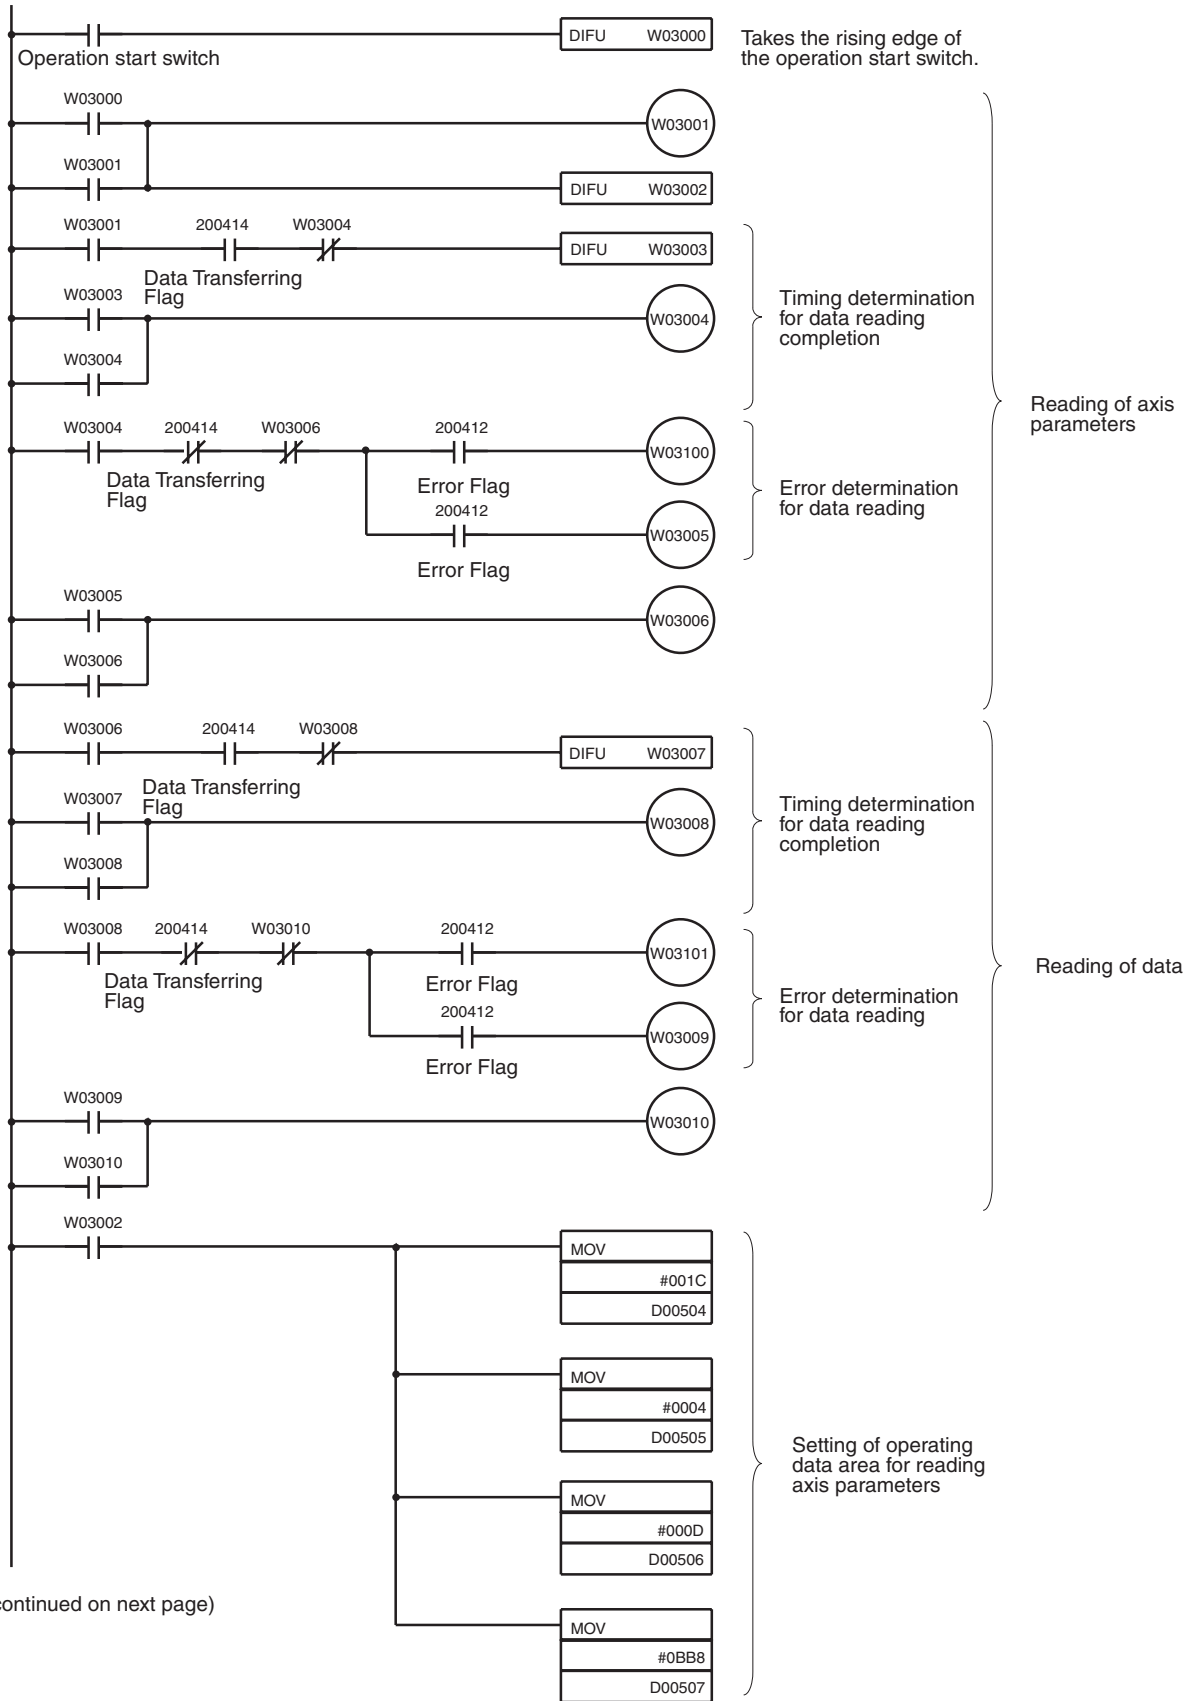 DIFU W03000
Takes the rising edge of
the operation start switch.
Operation start switch
W03000
W03001
W03001
DIFU W03002
W03001 200414 W03004
DIFU W03003
Data Transferring
Flag
W03003
W03004
W03004
Timing determination
for data reading
completion
Reading of axis
parameters
W03004 200414 W03006 200412
W03100
Data Transferring
Flag
Error Flag
200412
W03005
Error Flag
Error determination
for data reading
W03005
W03006
W03006
W03006 200414 W03008
DIFU W03007
Data Transferring
Flag
W03007
W03008
W03008
Timing determination
for data reading
completion
W03008 200414 W03010 200412
W03101
Data Transferring
Flag
Error Flag
200412
W03009
Error Flag
Error determination
for data reading
Reading of data
W03009
W03010
W03010
W03002
MOV
#001C
D00504
MOV
#0004
D00505
MOV
#000D
D00506
MOV
#0BB8
D00507
Setting of operating
data area for reading
axis parameters
continued on next page)